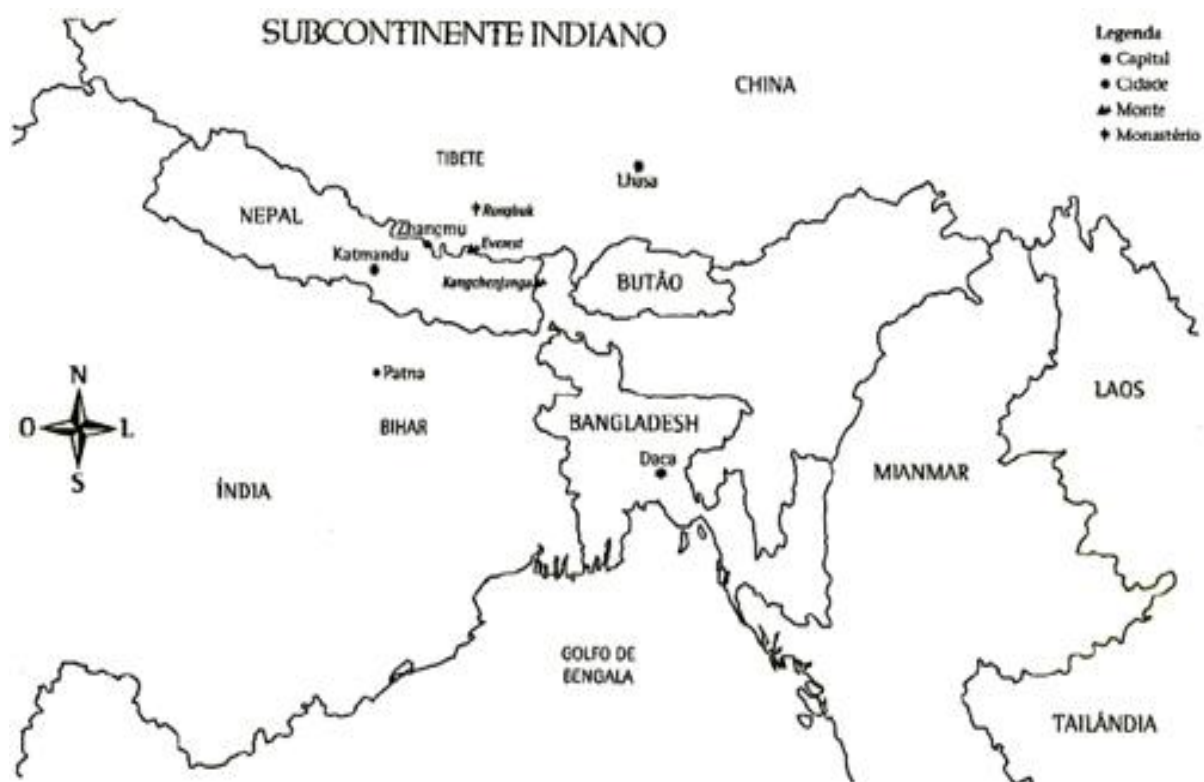 SUBCONTINENTE INDIANO
Legenda
Capital
Cidade
Monte
Monastério
CHINA
TIBETE
Lhasa
Rongbuk
NEPAL
Zhangmu
Everest
Katmandu
Kangchenjunga
BUTÃO
Patna
N
O
L
S
BIHAR
BANGLADESH
LAOS
Daca
MIANMAR
ÍNDIA
GOLFO DE
BENGALA
TAILÂNDIA